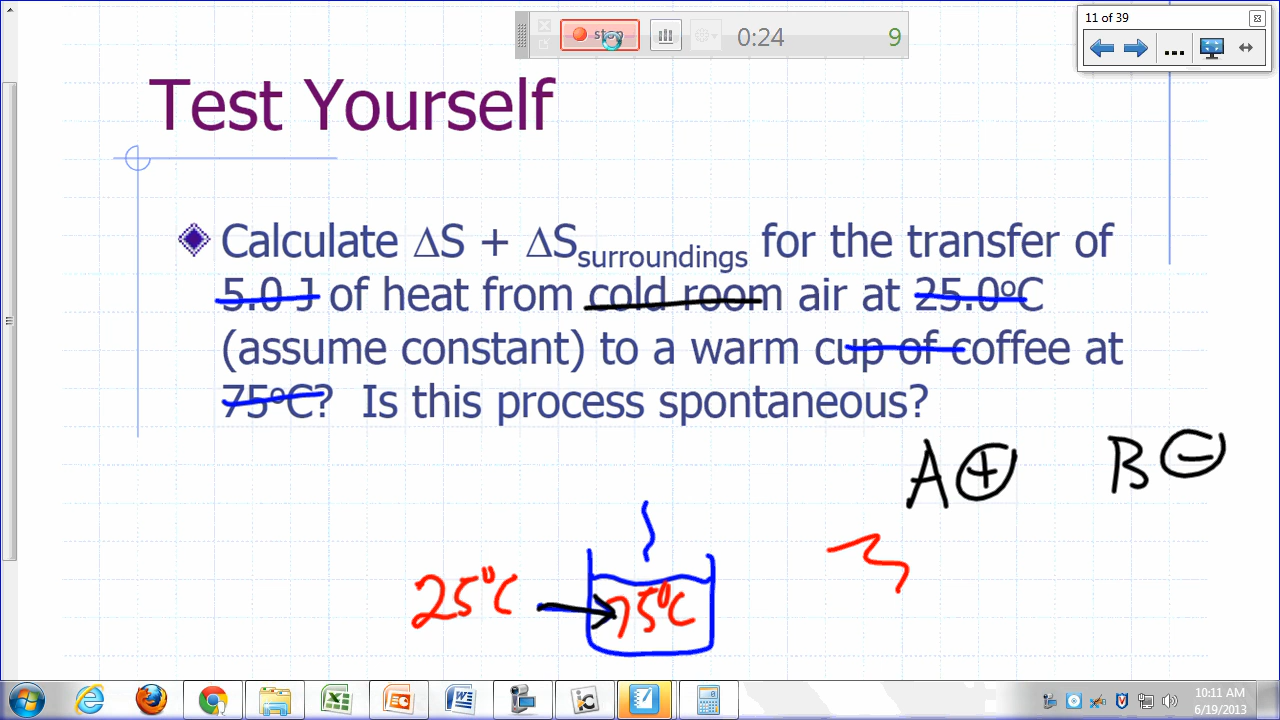 11 of 39
stop
0:24
9
...
Test Yourself
Calculate ΔS + ΔSsurroundings for the transfer of
5.0 J of heat from cold room air at 25.0oC
(assume constant) to a warm cup of coffee at
75oC? Is this process spontaneous?
A + B −
25°C 75°C
10:11 AM
6/19/2013